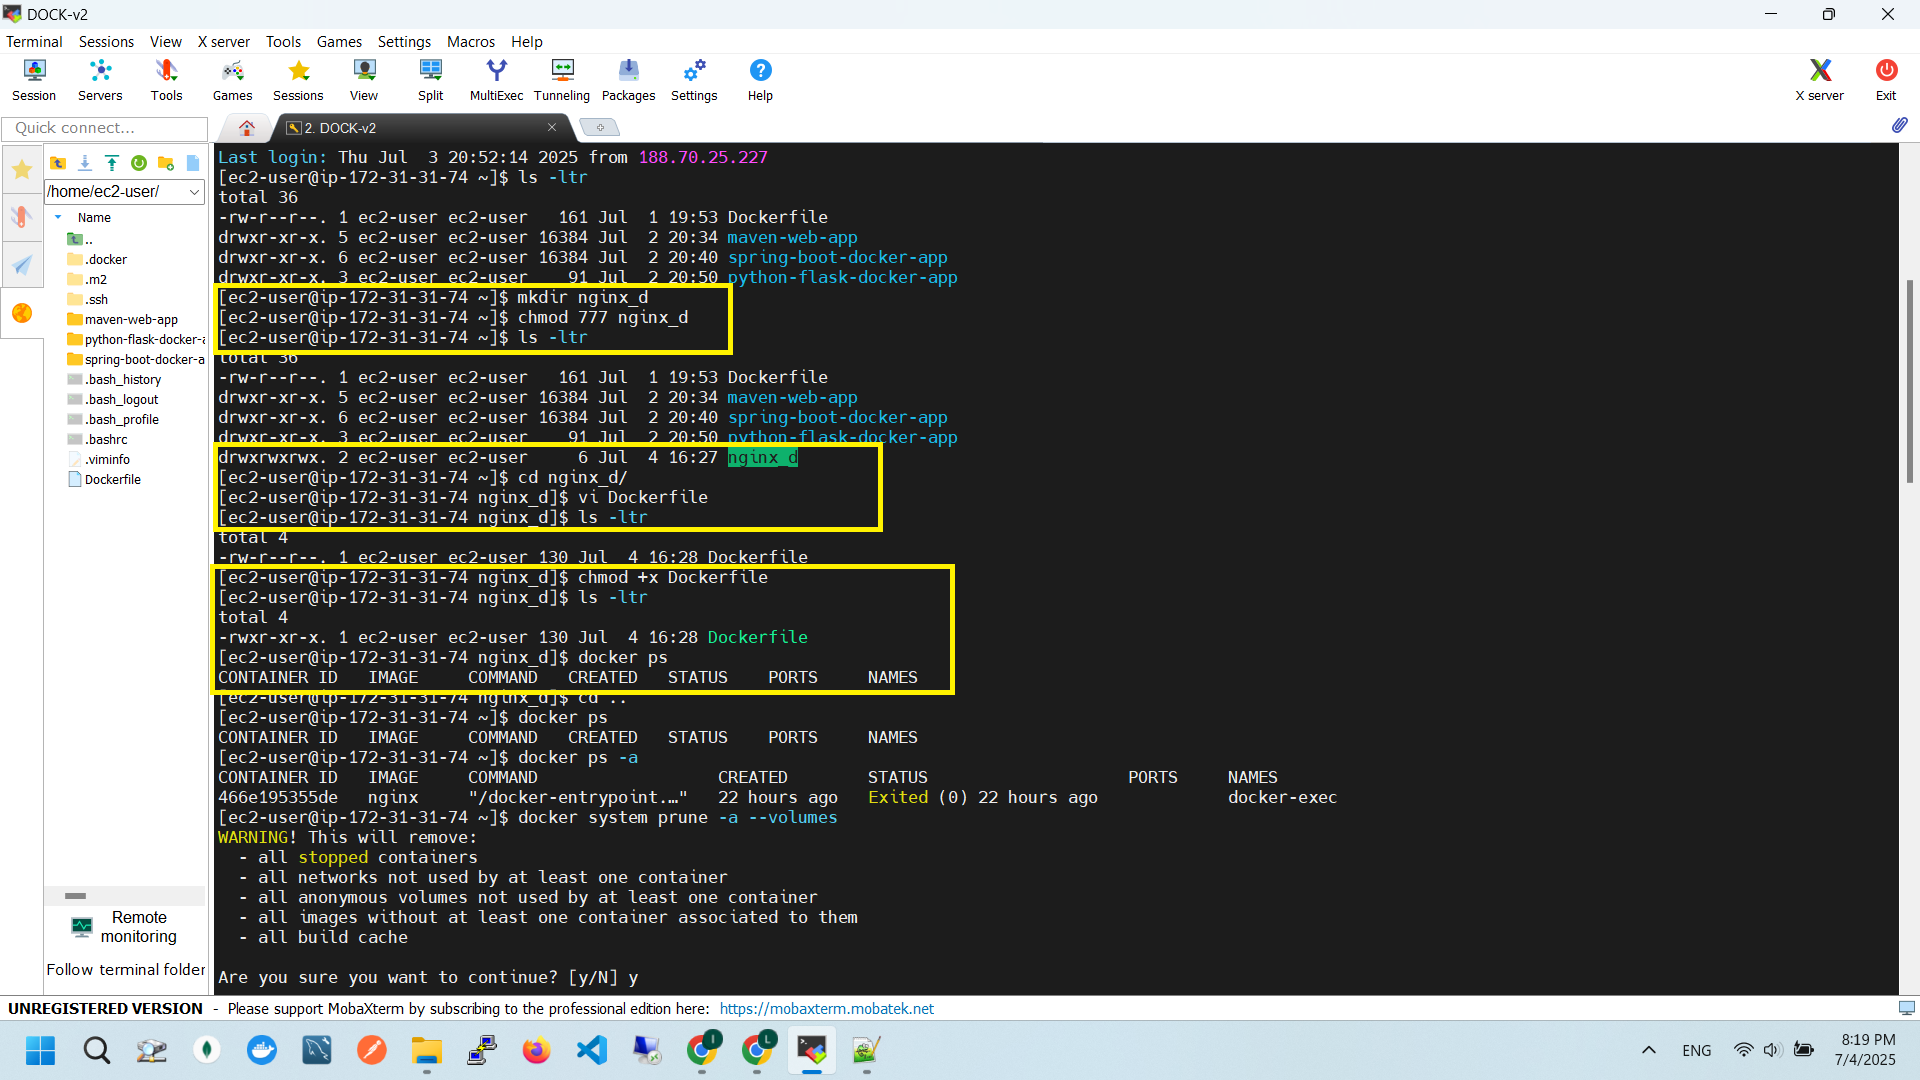 DOCK-v2
Terminal Sessions View X server Tools Games Settings Macros Help
Session Servers Tools Games Sessions View Split MultiExec Tunneling Packages Settings Help X server Exit
Quick connect...
2. DOCK-v2
/home/ec2-user/
Name
..
.docker
.m2
.ssh
maven-web-app
python-flask-docker-a
spring-boot-docker-a
.bash_history
.bash_logout
.bash_profile
.bashrc
.viminfo
Dockerfile
Remote
monitoring
Follow terminal folder
Last login: Thu Jul  3 20:52:14 2025 from 188.70.25.227
[ec2-user@ip-172-31-31-74 ~]$ ls -ltr
total 36
-rw-r--r--. 1 ec2-user ec2-user   161 Jul  1 19:53 Dockerfile
drwxr-xr-x. 5 ec2-user ec2-user 16384 Jul  2 20:34 maven-web-app
drwxr-xr-x. 6 ec2-user ec2-user 16384 Jul  2 20:40 spring-boot-docker-app
drwxr-xr-x. 3 ec2-user ec2-user    91 Jul  2 20:50 python-flask-docker-app
[ec2-user@ip-172-31-31-74 ~]$ mkdir nginx_d
[ec2-user@ip-172-31-31-74 ~]$ chmod 777 nginx_d
[ec2-user@ip-172-31-31-74 ~]$ ls -ltr
total 36
-rw-r--r--. 1 ec2-user ec2-user   161 Jul  1 19:53 Dockerfile
drwxr-xr-x. 5 ec2-user ec2-user 16384 Jul  2 20:34 maven-web-app
drwxr-xr-x. 6 ec2-user ec2-user 16384 Jul  2 20:40 spring-boot-docker-app
drwxr-xr-x. 3 ec2-user ec2-user    91 Jul  2 20:50 python-flask-docker-app
drwxrwxrwx. 2 ec2-user ec2-user     6 Jul  4 16:27 nginx_d
[ec2-user@ip-172-31-31-74 ~]$ cd nginx_d/
[ec2-user@ip-172-31-31-74 nginx_d]$ vi Dockerfile
[ec2-user@ip-172-31-31-74 nginx_d]$ ls -ltr
total 4
-rw-r--r--. 1 ec2-user ec2-user 130 Jul  4 16:28 Dockerfile
[ec2-user@ip-172-31-31-74 nginx_d]$ chmod +x Dockerfile
[ec2-user@ip-172-31-31-74 nginx_d]$ ls -ltr
total 4
-rwxr-xr-x. 1 ec2-user ec2-user 130 Jul  4 16:28 Dockerfile
[ec2-user@ip-172-31-31-74 nginx_d]$ docker ps
CONTAINER ID   IMAGE     COMMAND   CREATED   STATUS    PORTS     NAMES
[ec2-user@ip-172-31-31-74 nginx_d]$ cd ..
[ec2-user@ip-172-31-31-74 ~]$ docker ps
CONTAINER ID   IMAGE     COMMAND   CREATED   STATUS    PORTS     NAMES
[ec2-user@ip-172-31-31-74 ~]$ docker ps -a
CONTAINER ID   IMAGE     COMMAND                  CREATED        STATUS                    PORTS     NAMES
466e195355de   nginx     "/docker-entrypoint.…"   22 hours ago   Exited (0) 22 hours ago             docker-exec
[ec2-user@ip-172-31-31-74 ~]$ docker system prune -a --volumes
WARNING! This will remove:
  - all stopped containers
  - all networks not used by at least one container
  - all anonymous volumes not used by at least one container
  - all images without at least one container associated to them
  - all build cache
Are you sure you want to continue? [y/N] y
UNREGISTERED VERSION - Please support MobaXterm by subscribing to the professional edition here: https://mobaxterm.mobatek.net
I L ENG
8:19 PM
7/4/2025